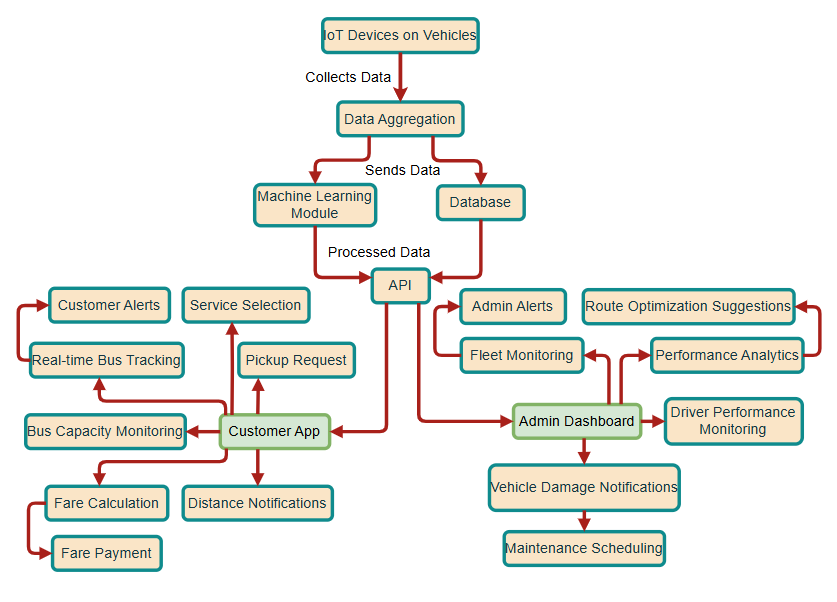 IoT Devices on Vehicles
Collects Data
Data Aggregation
Sends Data
Machine Learning
Module
Database
Processed Data
API
Customer Alerts
Service Selection
Admin Alerts
Route Optimization Suggestions
Real-time Bus Tracking
Pickup Request
Fleet Monitoring
Performance Analytics
Bus Capacity Monitoring
Customer App
Admin Dashboard
Driver Performance
Monitoring
Fare Calculation
Distance Notifications
Vehicle Damage Notifications
Fare Payment
Maintenance Scheduling